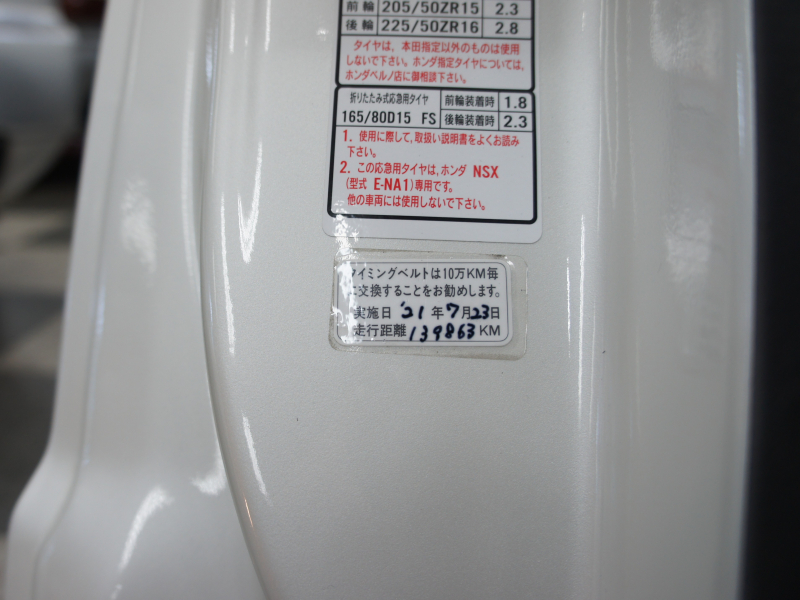 前輪 205/50ZR15 2.3
後輪 225/50ZR16 2.8
タイヤは、本田指定以外のものは使用
しないで下さい。ホンダ指定タイヤについては、
ホンダベルノ店に御相談下さい。
折りたたみ式応急用タイヤ 前輪装着時 1.8
165/80D15 FS 後輪装着時 2.3
1. 使用に際して、取扱い説明書をよくお読み
下さい。
2. この応急用タイヤは、ホンダ NSX
(型式 E-NA1)専用です。
他の車両には使用しないで下さい。
タイミングベルトは10万KM毎
に交換することをお勧めします。
実施日 '21年7月23日
走行距離 139863KM